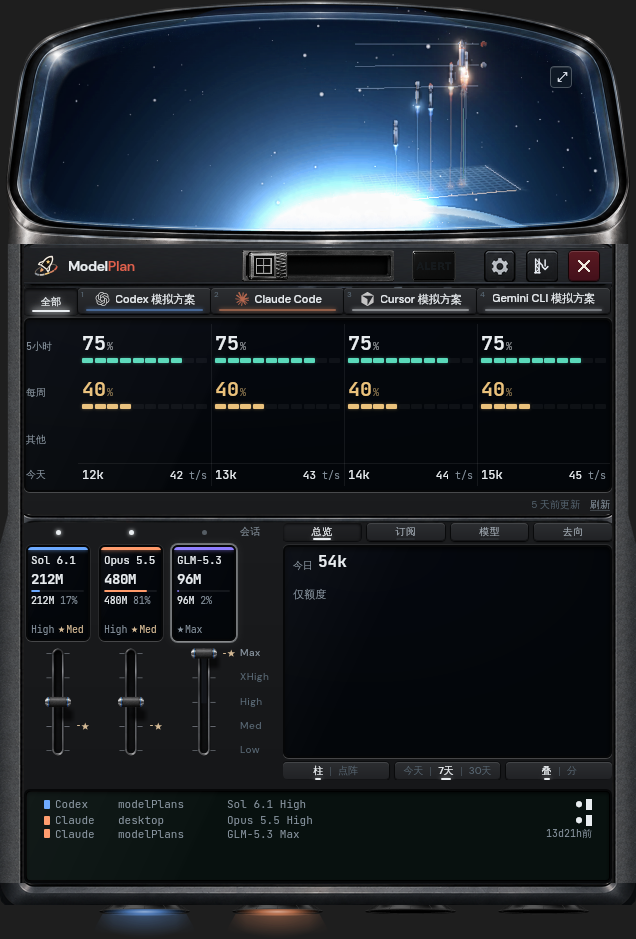 ModelPlan
ALERT
全部
1 Codex 模拟方案
2 Claude Code
3 Cursor 模拟方案
4 Gemini CLI 模拟方案
5小时 75% 75% 75% 75%
每周 40% 40% 40% 40%
其他
今天 12k 42 t/s 13k 43 t/s 14k 44 t/s 15k 45 t/s
5 天前更新 刷新
会话
总览 订阅 模型 去向
Sol 6.1
212M
212M 17%
High ★Med
Opus 5.5
480M
480M 81%
High ★Med
GLM-5.3
96M
96M 2%
★Max
-★ Max
XHigh
High
-★ -★ Med
Low
今日 54k
仅额度
柱 | 点阵 今天 | 7天 | 30天 叠 | 分
Codex modelPlans Sol 6.1 High
Claude desktop Opus 5.5 High
Claude modelPlans GLM-5.3 Max 13d21h前